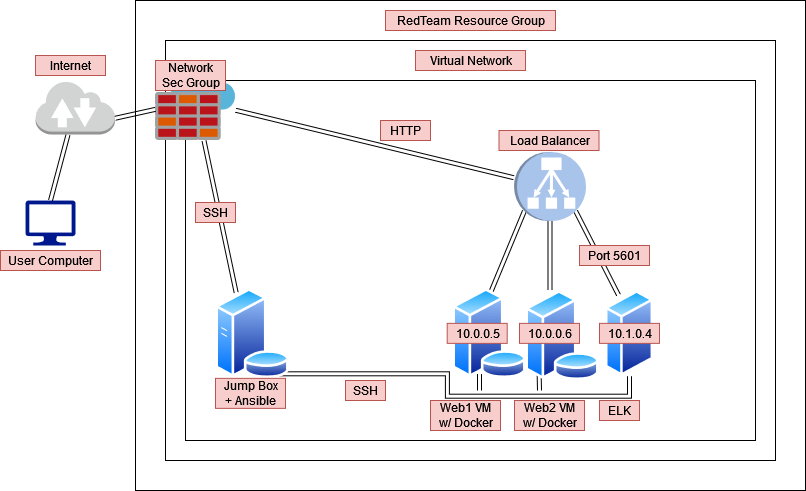 RedTeam Resource Group
Virtual Network
Internet
Network
Sec Group
HTTP
Load Balancer
SSH
Port 5601
User Computer
10.0.0.5
10.0.0.6
10.1.0.4
Jump Box
+ Ansible
SSH
Web1 VM
w/ Docker
Web2 VM
w/ Docker
ELK